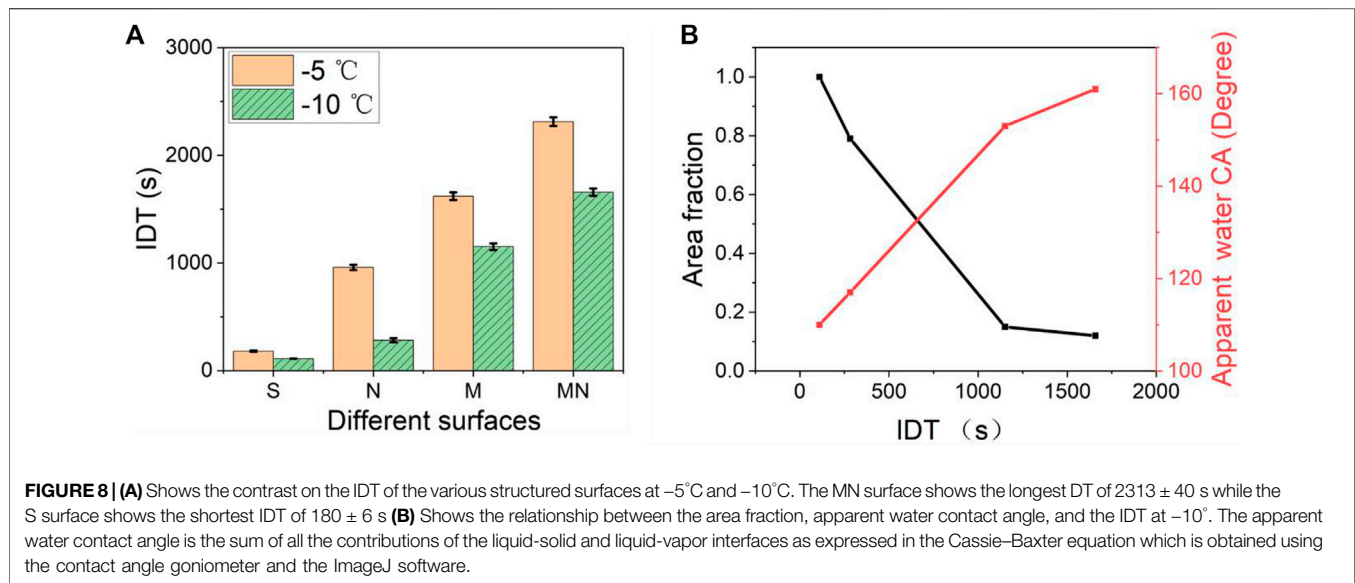 A
3000
2000
1000
0
IDT (s)
-5 ℃
-10 ℃
S N M MN
Different surfaces
B
1.0
0.8
0.6
0.4
0.2
0.0
Area fraction
160
140
120
100
Apparent water CA (Degree)
0 500 1000 1500 2000
IDT （s）
FIGURE 8 | (A) Shows the contrast on the IDT of the various structured surfaces at −5°C and −10°C. The MN surface shows the longest DT of 2313 ± 40 s while the
S surface shows the shortest IDT of 180 ± 6 s (B) Shows the relationship between the area fraction, apparent water contact angle, and the IDT at −10°. The apparent
water contact angle is the sum of all the contributions of the liquid-solid and liquid-vapor interfaces as expressed in the Cassie–Baxter equation which is obtained using
the contact angle goniometer and the ImageJ software.